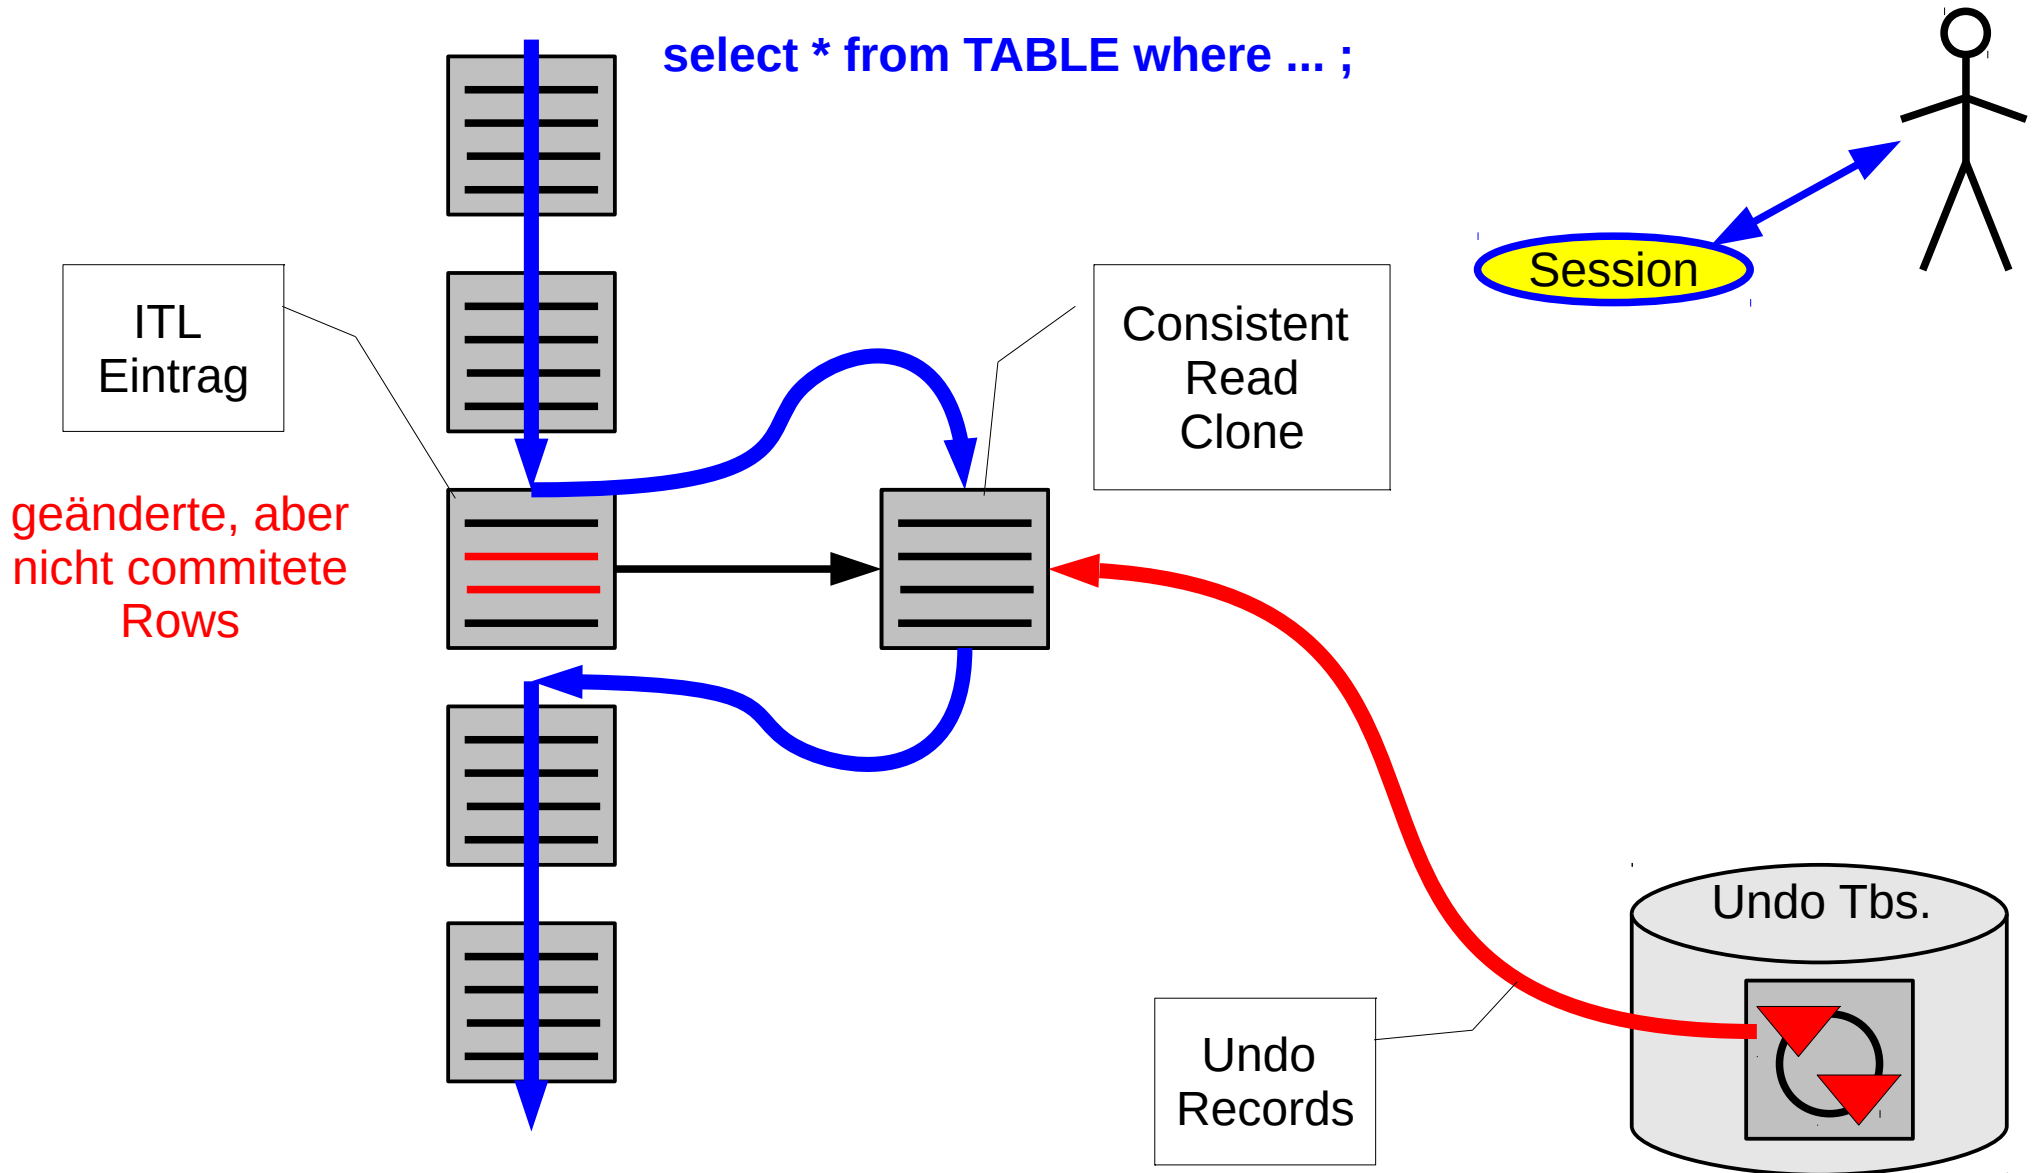 select * from TABLE where ... ;
Session
ITL
Eintrag
Consistent
Read
Clone
geänderte, aber
nicht commitete
Rows
Undo Tbs.
Undo
Records